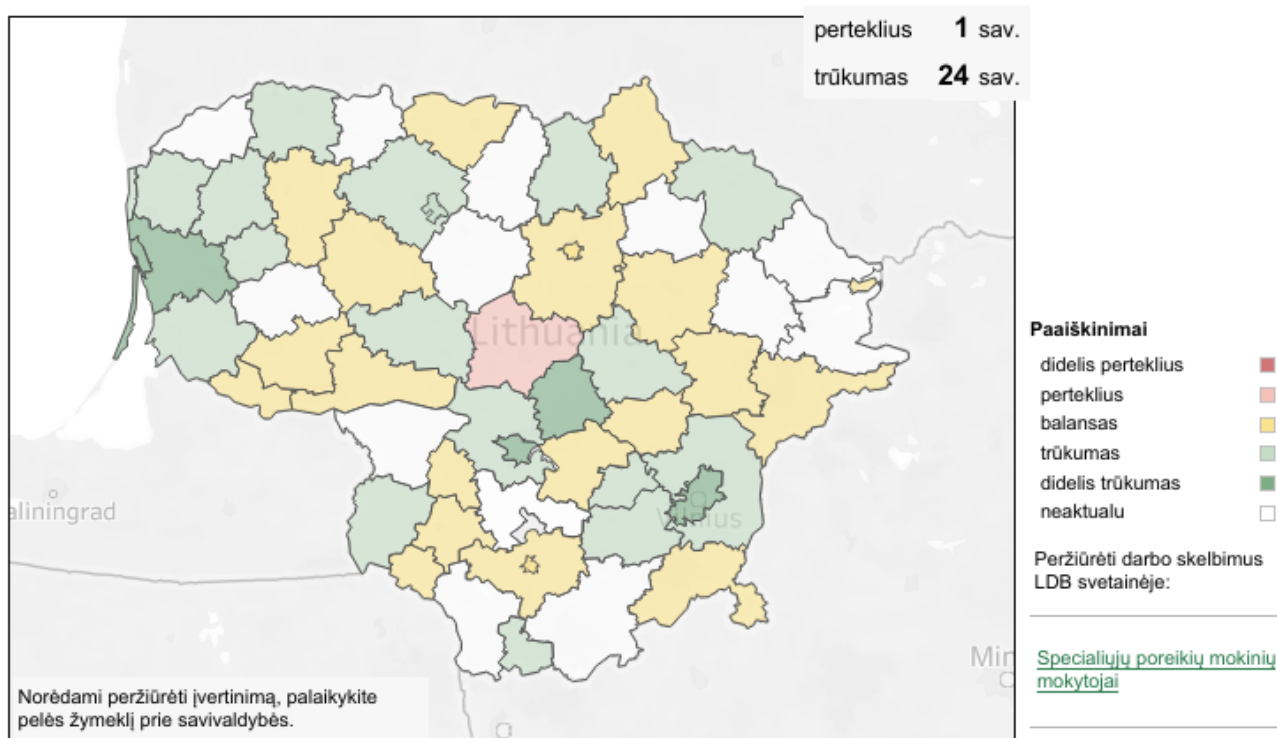 perteklius 1 sav.
trūkumas 24 sav.
Lithuania
Paaiškinimai
didelis perteklius
perteklius
balansas
trūkumas
didelis trūkumas
neaktualu
aliningrad
Vilnius
Peržiūrėti darbo skelbimus
LDB svetainėje:
Min
Specialiųjų poreikių mokinių
mokytojai
Norėdami peržiūrėti įvertinimą, palaikykite
pelės žymeklį prie savivaldybės.